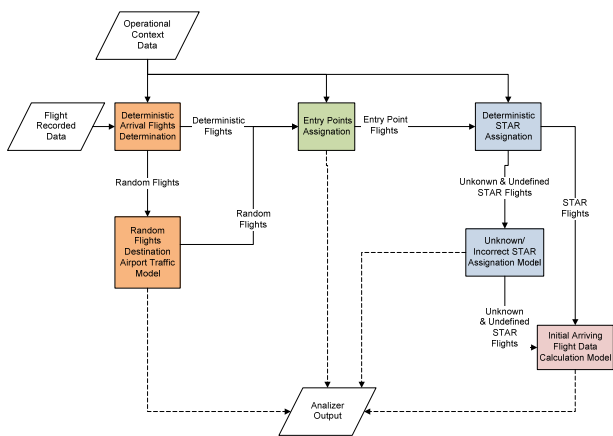 Operational
Context
Data
Flight
Recorded
Data
Deterministic
Arrival Flights
Determination
Deterministic
Flights
Entry Points
Assignation
Entry Point
Flights
Deterministic
STAR
Assignation
Random Flights
Unkonwn & Undefined
STAR Flights
STAR
Flights
Random
Flights
Random
Flights
Destination
Airport Traffic
Model
Unknown/
Incorrect STAR
Assignation Model
Unknown
& Undefined
STAR
Flights
Initial Arriving
Flight Data
Calculation Model
Analizer
Output